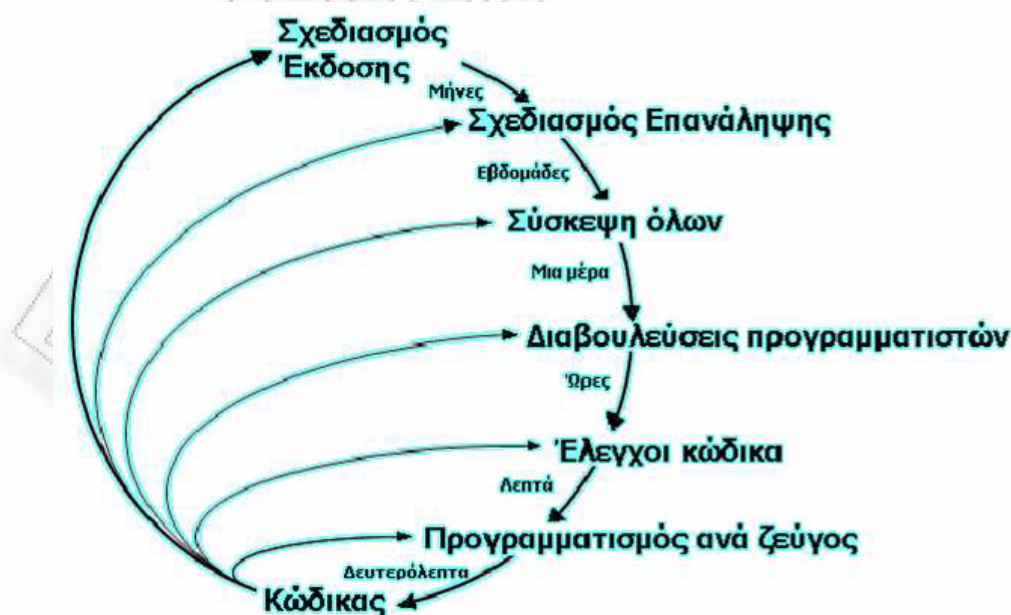 Σχεδιασμός
Έκδοσης
Μήνες
Σχεδιασμός Επανάληψης
Εβδομάδες
Σύσκεψη όλων
Μια μέρα
Διαβουλεύσεις προγραμματιστών
Ώρες
Έλεγχοι κώδικα
Λεπτά
Προγραμματισμός ανά ζεύγος
Δευτερόλεπτα
Κώδικας